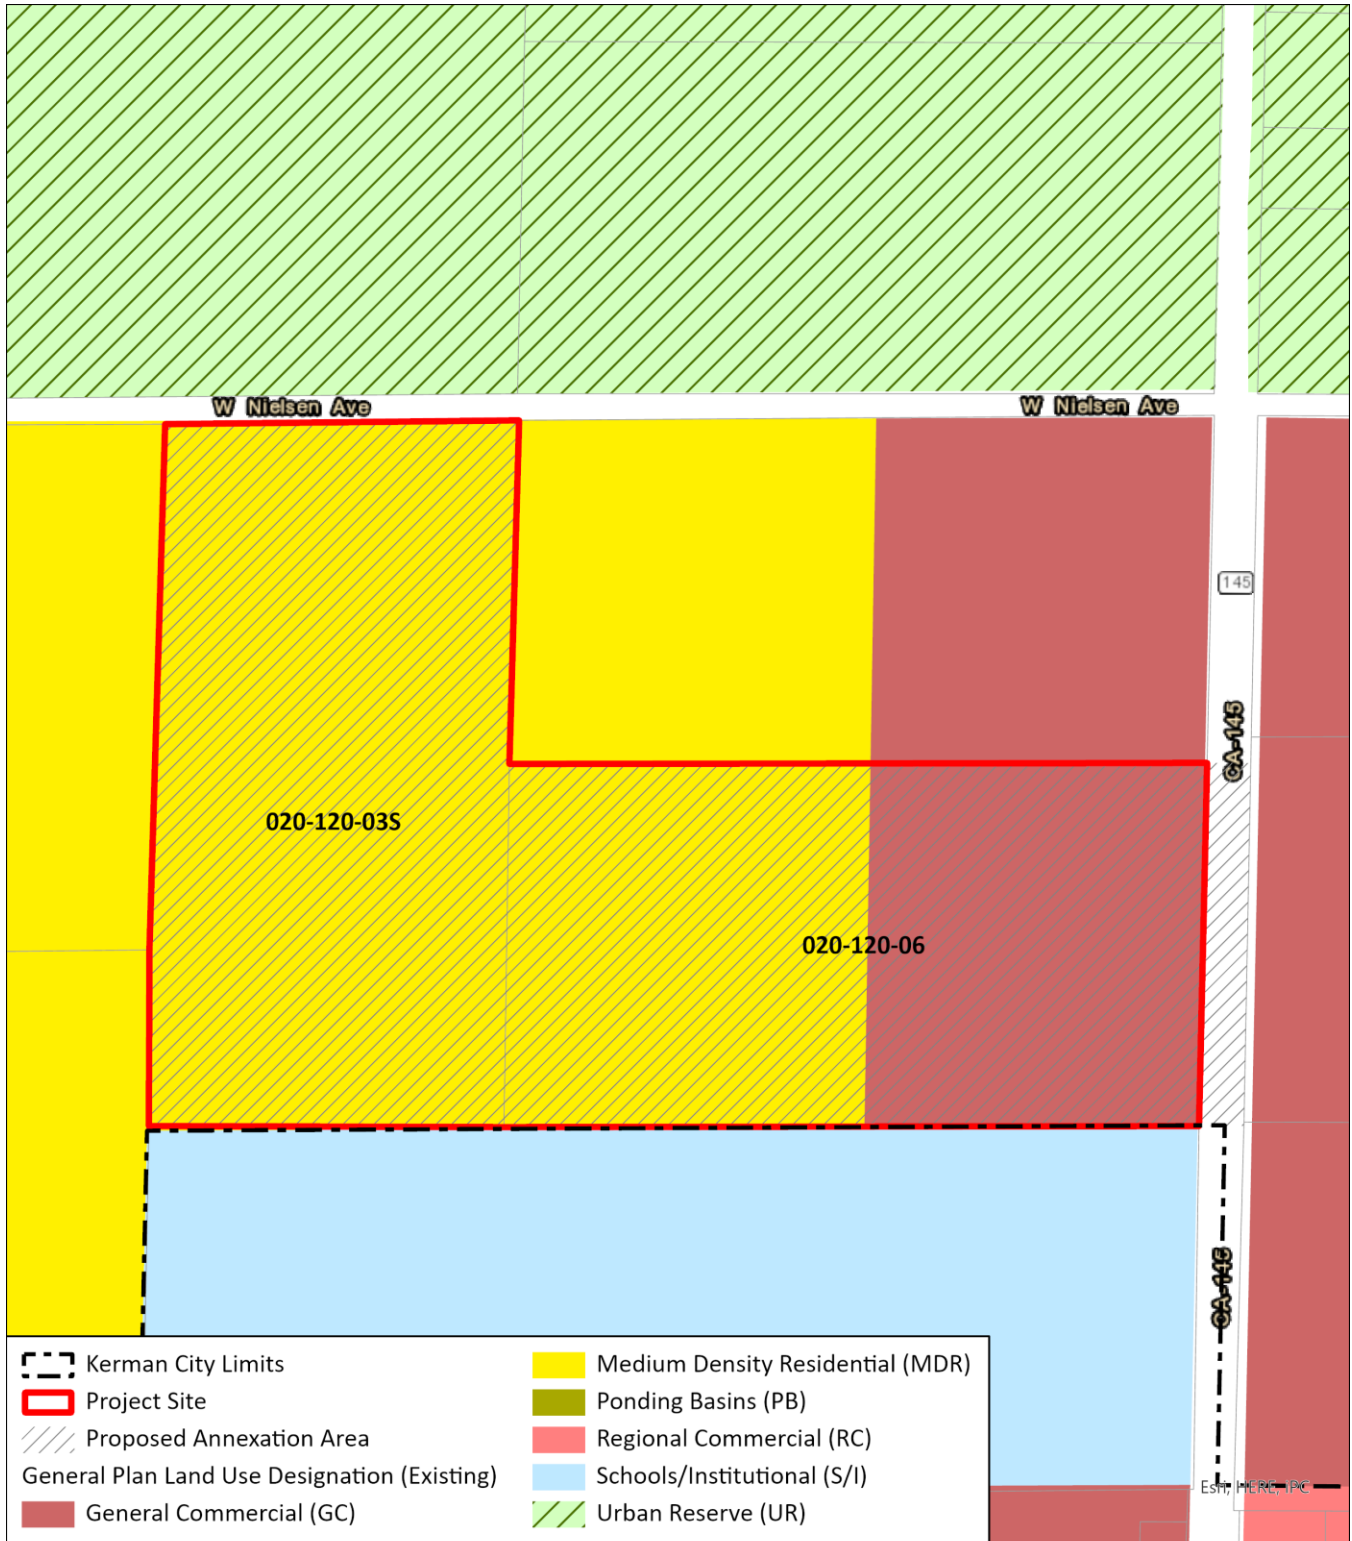 W Nielsen Ave
W Nielsen Ave
145
CA-145
020-120-03S
020-120-06
CA-145
Esri, HERE, IPC
Kerman City Limits
Project Site
Proposed Annexation Area
General Plan Land Use Designation (Existing)
General Commercial (GC)
Medium Density Residential (MDR)
Ponding Basins (PB)
Regional Commercial (RC)
Schools/Institutional (S/I)
Urban Reserve (UR)